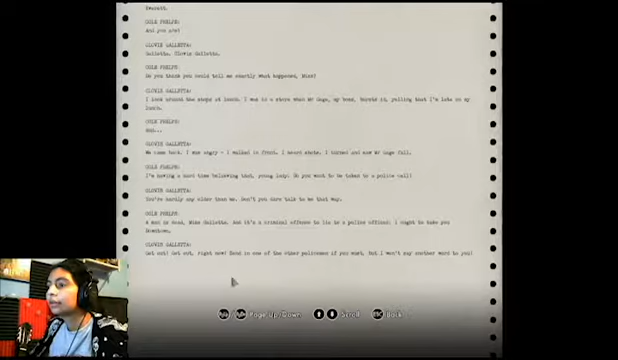 COLE PHELPS:
And you are?
CLOVIS GALLETTA:
Galletta. Clovis Galletta.
COLE PHELPS:
Do you think you could tell me exactly what happened, Miss?
CLOVIS GALLETTA:
I look around the shops at lunch. I was in a store when Mr Gage, my boss, bursts in, yelling that I'm late on my
lunch.
COLE PHELPS:
And...
CLOVIS GALLETTA:
We came back. I was angry - I walked in front. I heard shots. I turned and saw Mr Gage fall.
COLE PHELPS:
I'm having a hard time believing that, young lady. Do you want to be taken to a police cell?
CLOVIS GALLETTA:
You're hardly any older than me. Don't you dare talk to me that way.
COLE PHELPS:
A man is dead, Miss Galletta. And it's a criminal offence to lie to a police officer. I ought to take you
downtown.
CLOVIS GALLETTA:
Get out! Get out, right now! Send in one of the other policemen if you want, but I won't say another word to you!
Page Up/Down
Scroll
Back